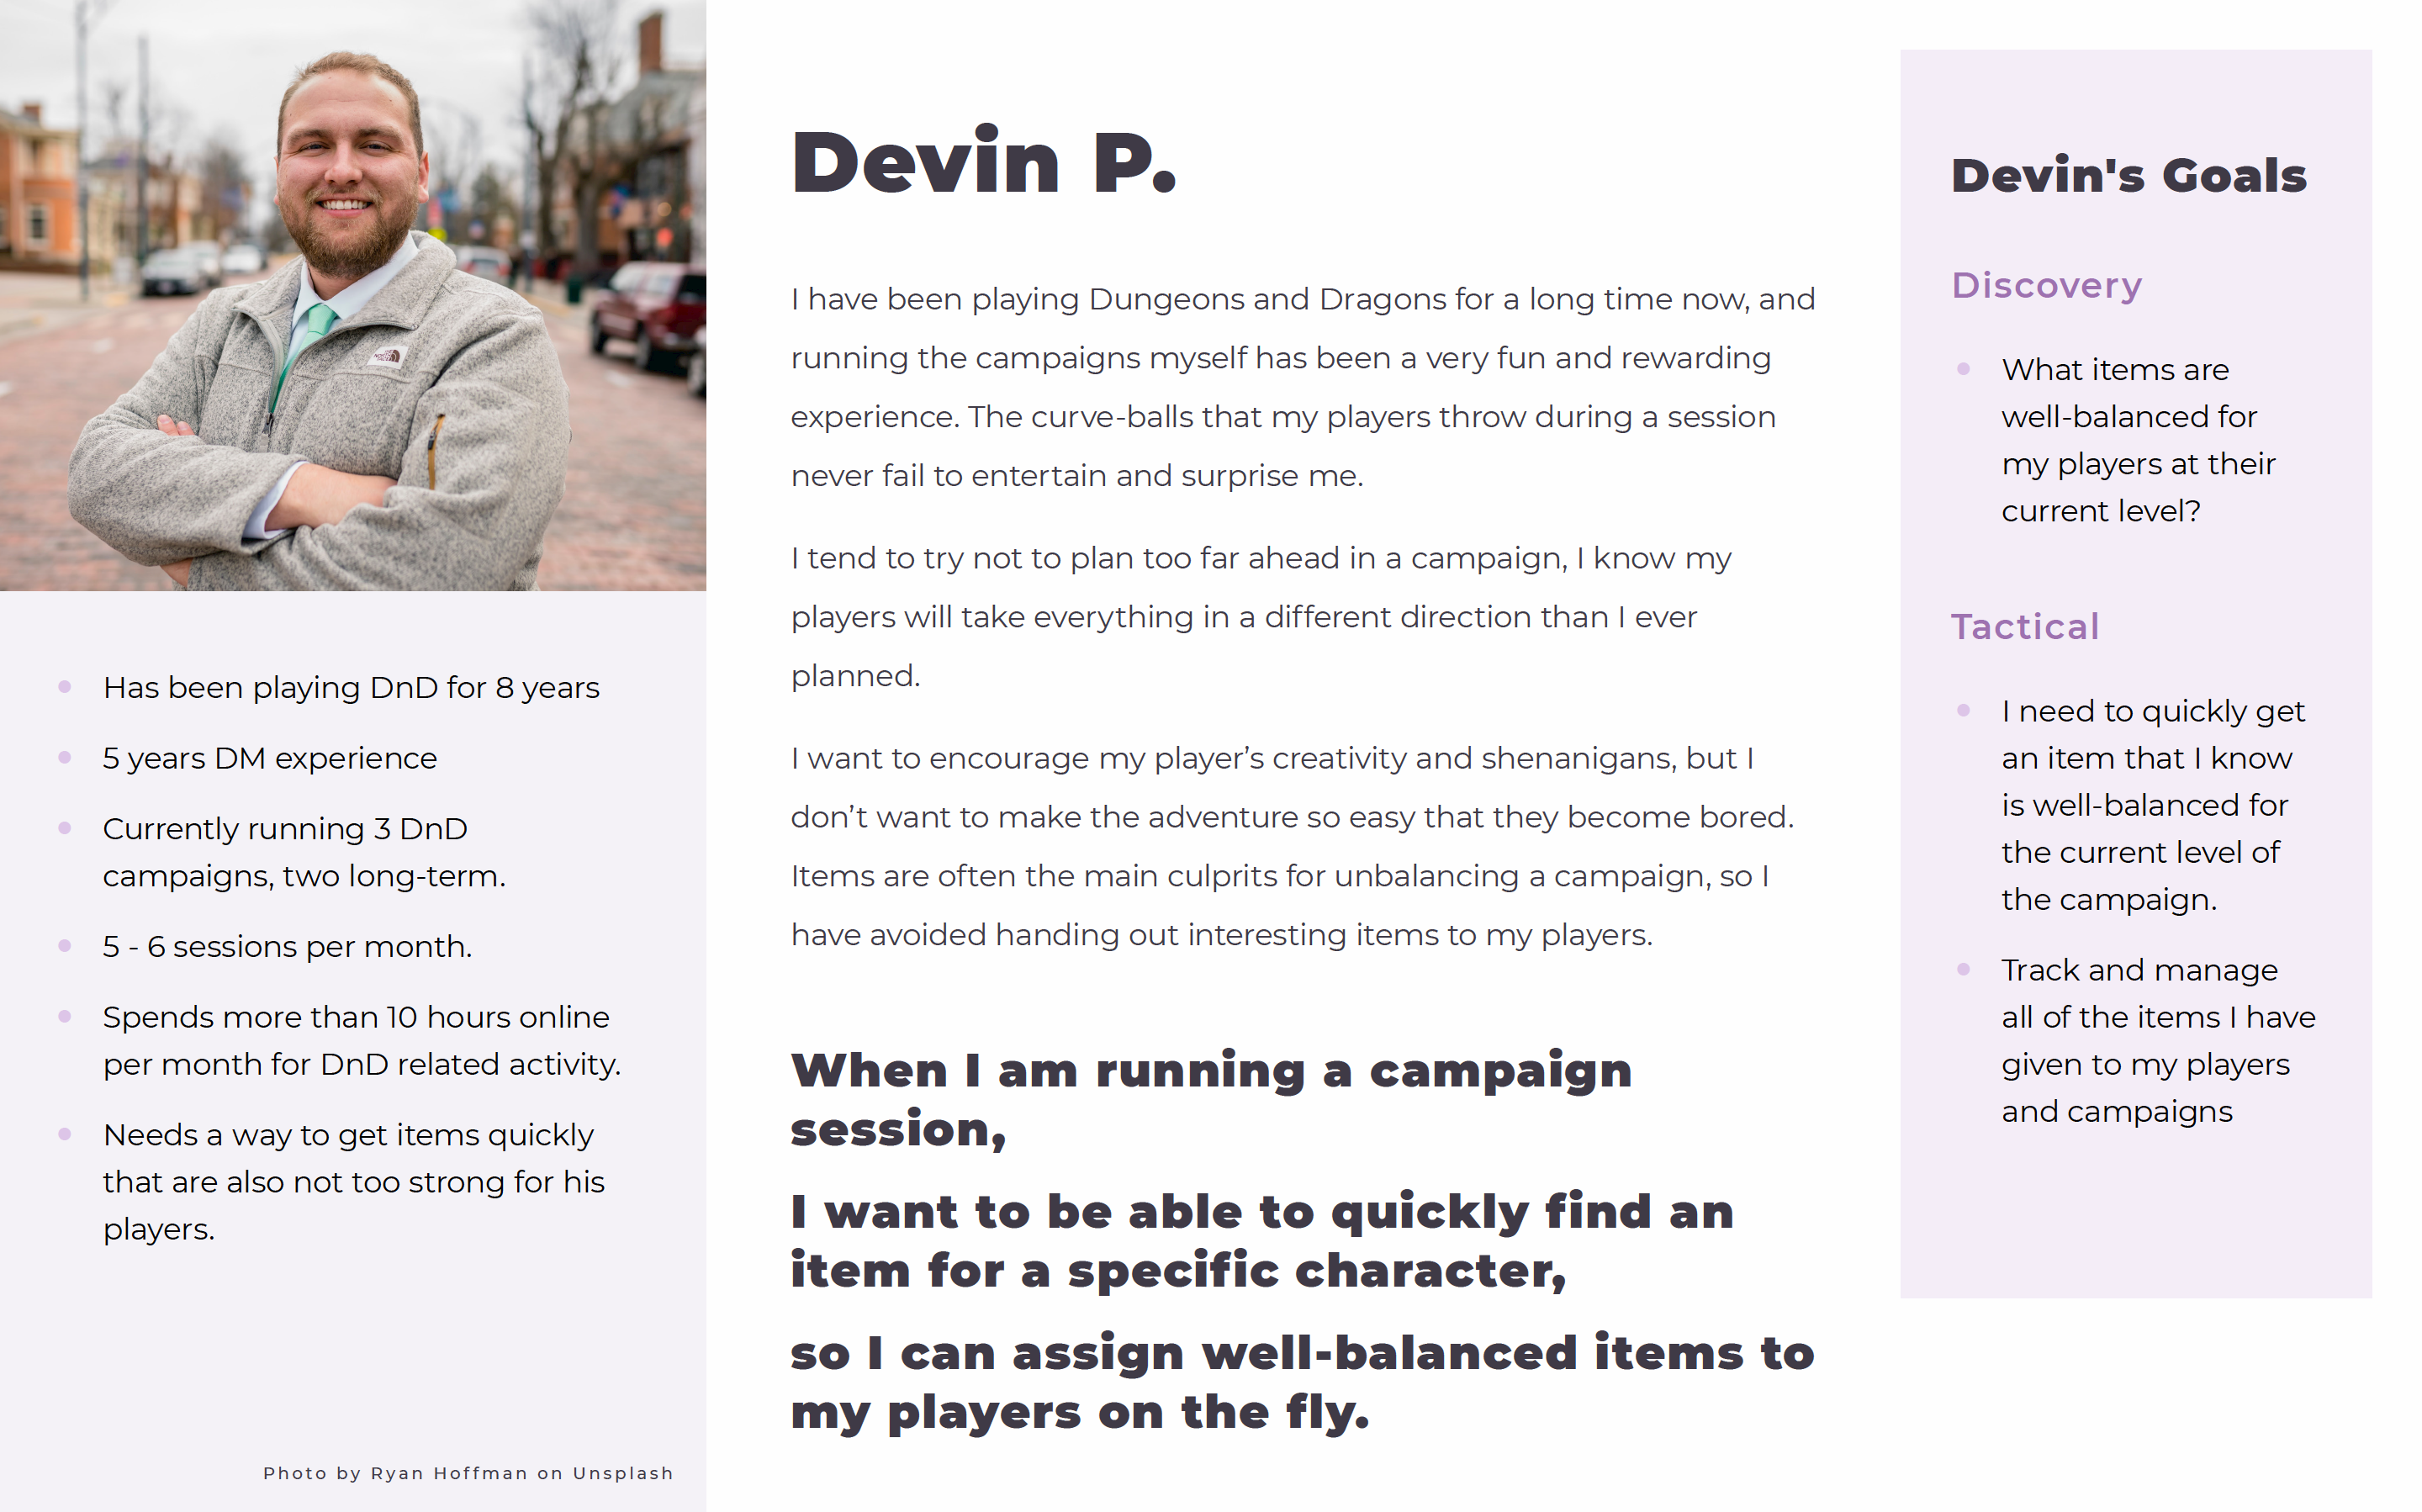 THE
NORTH
FACE
Has been playing DnD for 8 years
5 years DM experience
Currently running 3 DnD
campaigns, two long-term.
5 - 6 sessions per month.
Spends more than 10 hours online
per month for DnD related activity.
Needs a way to get items quickly
that are also not too strong for his
players.
Photo by Ryan Hoffman on Unsplash
Devin P.
I have been playing Dungeons and Dragons for a long time now, and
running the campaigns myself has been a very fun and rewarding
experience. The curve-balls that my players throw during a session
never fail to entertain and surprise me.
I tend to try not to plan too far ahead in a campaign, I know my
players will take everything in a different direction than I ever
planned.
I want to encourage my player’s creativity and shenanigans, but I
don’t want to make the adventure so easy that they become bored.
Items are often the main culprits for unbalancing a campaign, so I
have avoided handing out interesting items to my players.
When I am running a campaign
session,
I want to be able to quickly find an
item for a specific character,
so I can assign well-balanced items to
my players on the fly.
Devin's Goals
Discovery
What items are
well-balanced for
my players at their
current level?
Tactical
I need to quickly get
an item that I know
is well-balanced for
the current level of
the campaign.
Track and manage
all of the items I have
given to my players
and campaigns